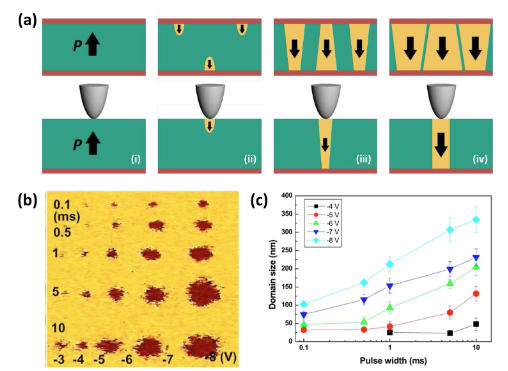 (a)
P
P
(i)
(ii)
(iii)
(iv)
(b)
0.1
(ms)
0.5
1
5
10
-3 -4 -5 -6 -7 -8 (V)
(c)
400
350
300
250
200
150
100
50
0
Domain size (nm)
-4 V
-5 V
-6 V
-7 V
-8 V
0.1 1 10
Pulse width (ms)